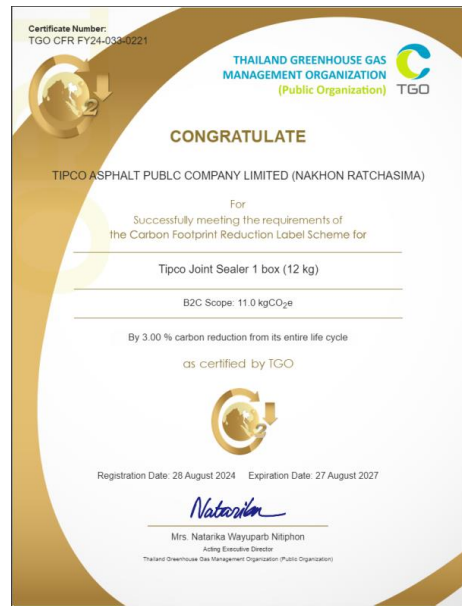 Certificate Number:
TGO CFR FY24-033-0221
THAILAND GREENHOUSE GAS
MANAGEMENT ORGANIZATION
(Public Organization)
TGO
CONGRATULATE
TIPCO ASPHALT PUBLC COMPANY LIMITED (NAKHON RATCHASIMA)
For
Successfully meeting the requirements of
the Carbon Footprint Reduction Label Scheme for
Tipco Joint Sealer 1 box (12 kg)
B2C Scope: 11.0 kgCO₂e
By 3.00 % carbon reduction from its entire life cycle
as certified by TGO
2
Registration Date: 28 August 2024 Expiration Date: 27 August 2027
Natarika
Mrs. Natarika Wayuparb Nitiphon
Acting Executive Director
Thailand Greenhouse Gas Management Organization (Public Organization)